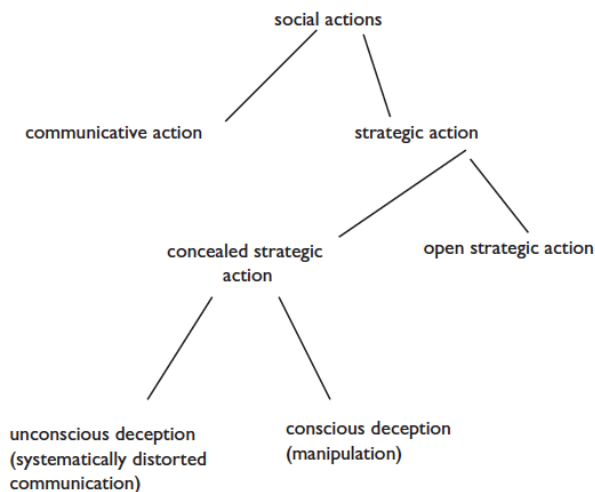 social actions
communicative action
strategic action
concealed strategic
action
open strategic action
unconscious deception
(systematically distorted
communication)
conscious deception
(manipulation)